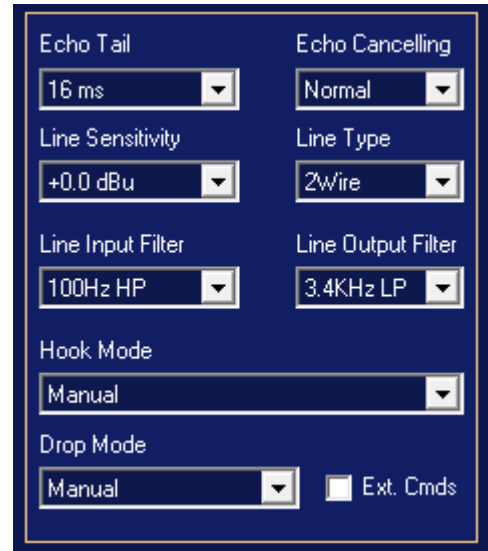 Echo Tail Echo Cancelling
16 ms Normal
Line Sensitivity Line Type
+0.0 dBu 2Wire
Line Input Filter Line Output Filter
100Hz HP 3.4KHz LP
Hook Mode
Manual
Drop Mode
Manual Ext. Cmds